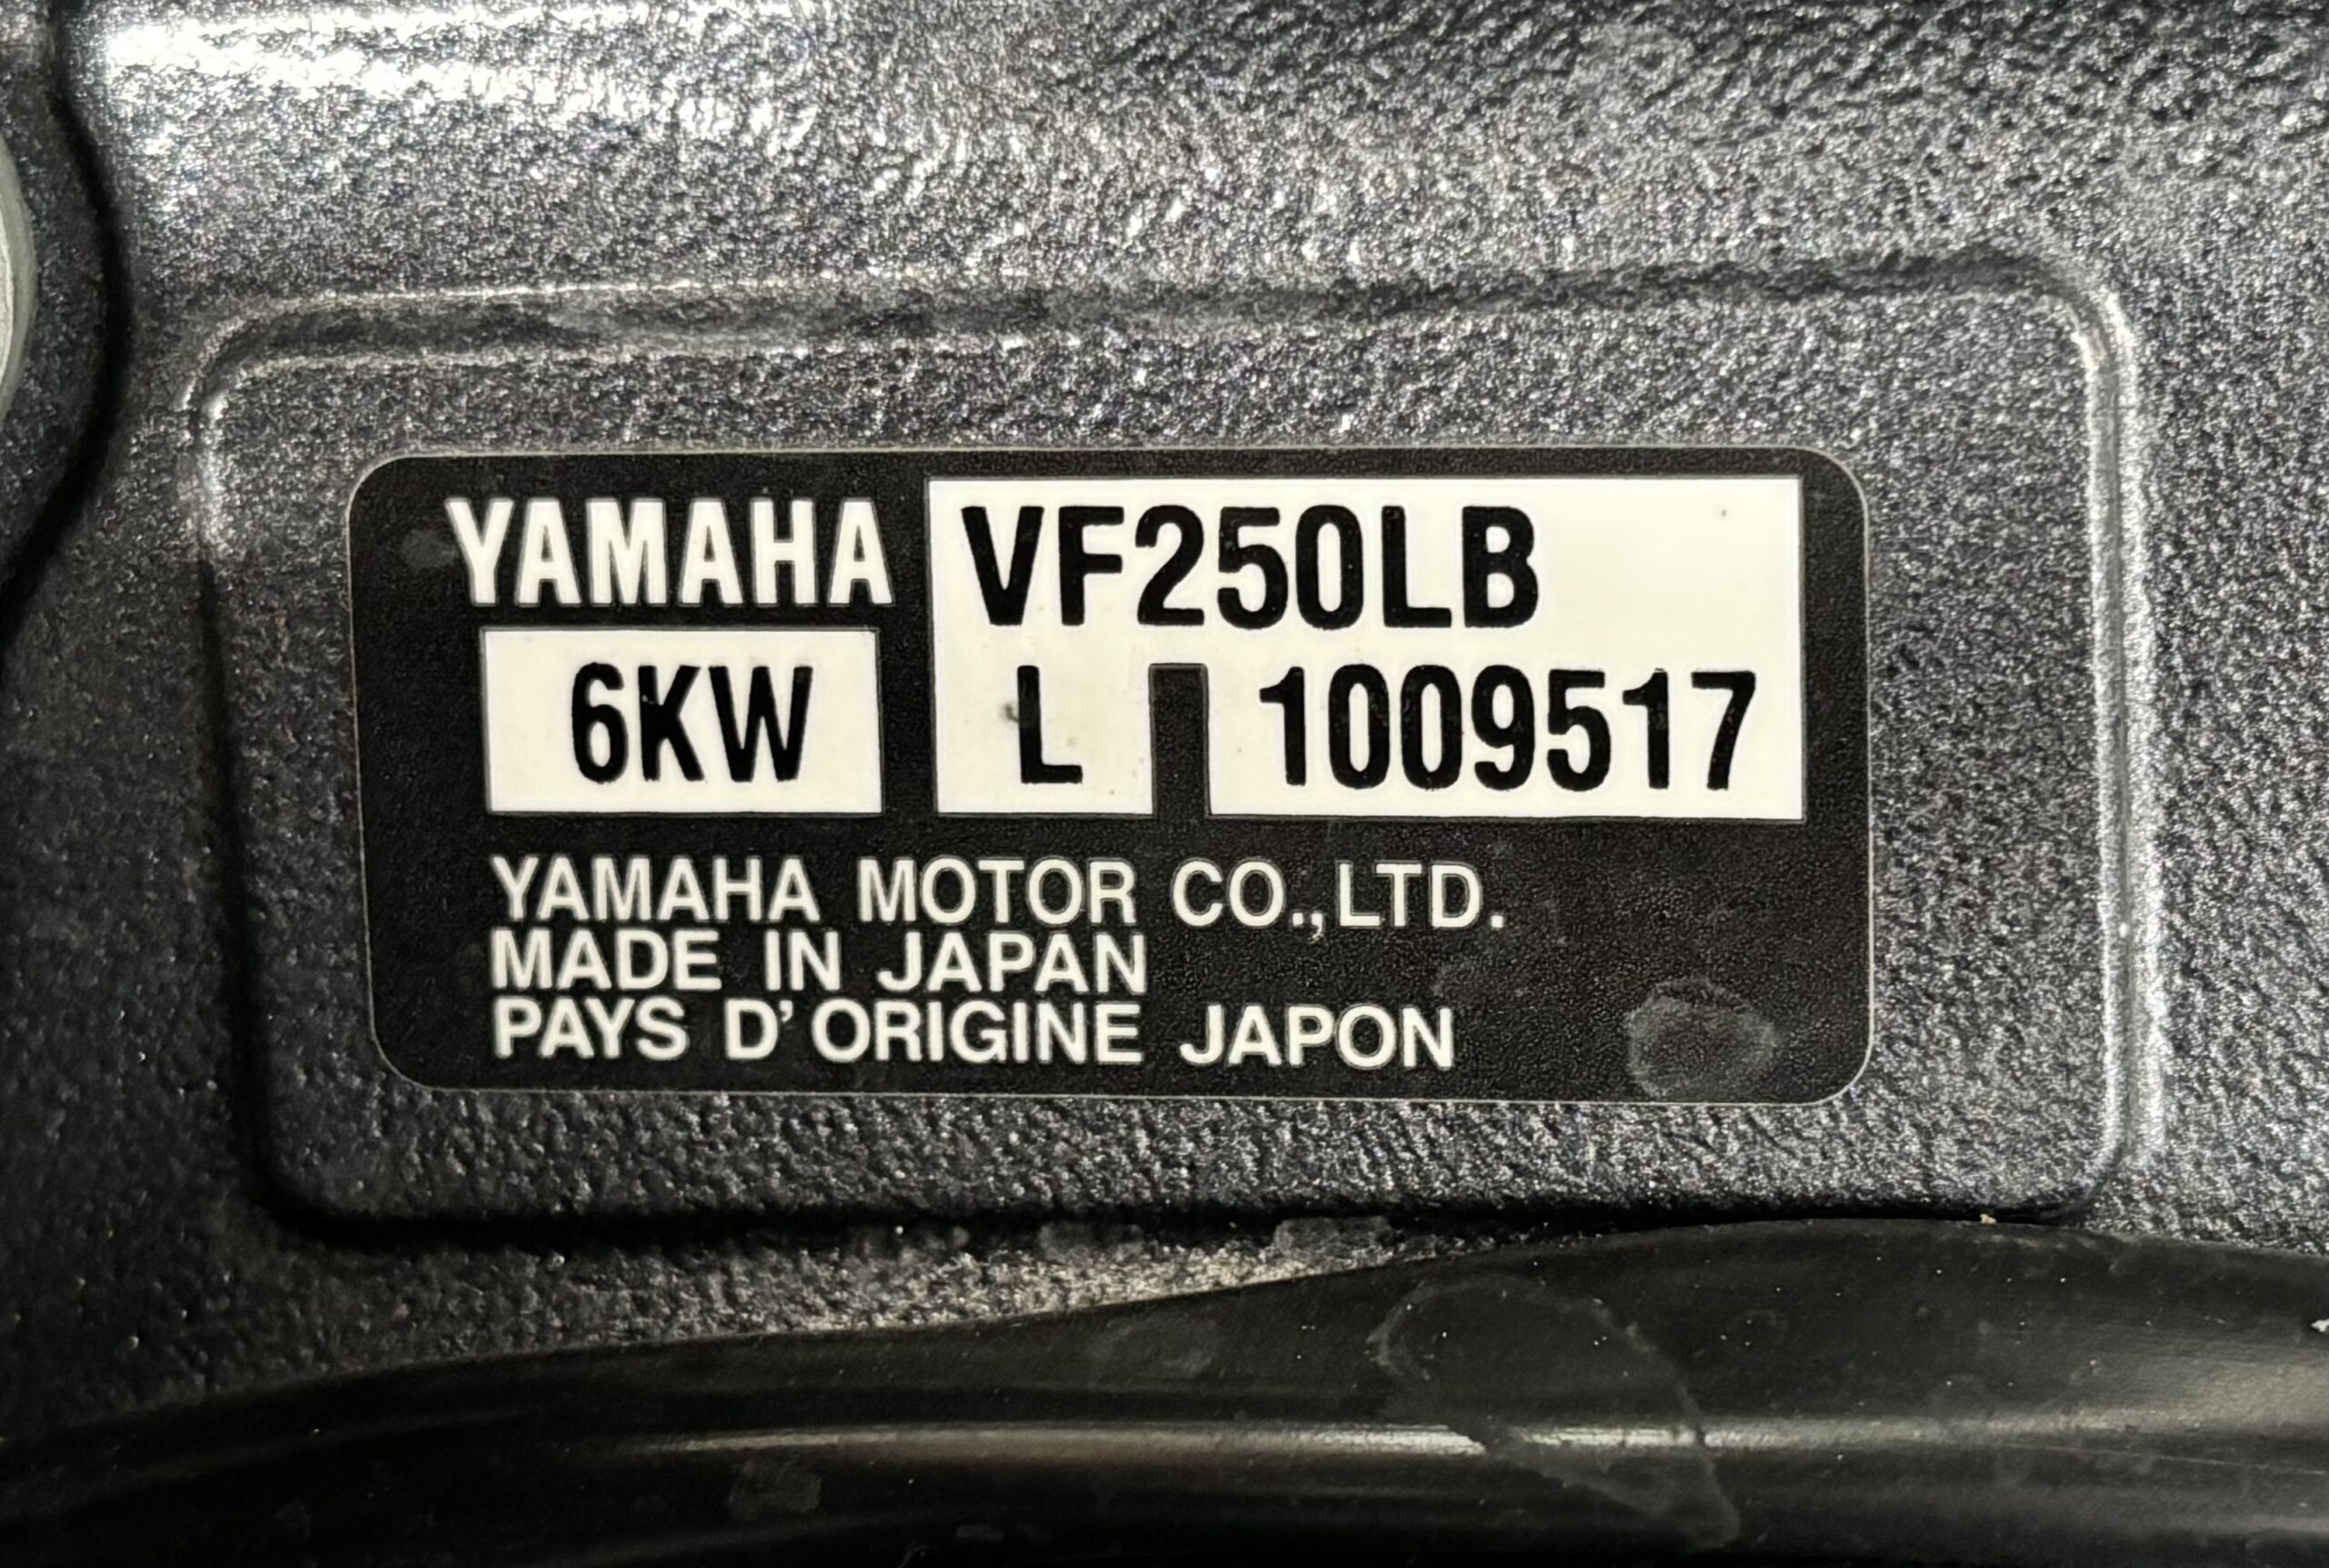 YAMAHA VF250LB
6KW L 1009517
YAMAHA MOTOR CO.,LTD.
MADE IN JAPAN
PAYS D'ORIGINE JAPON